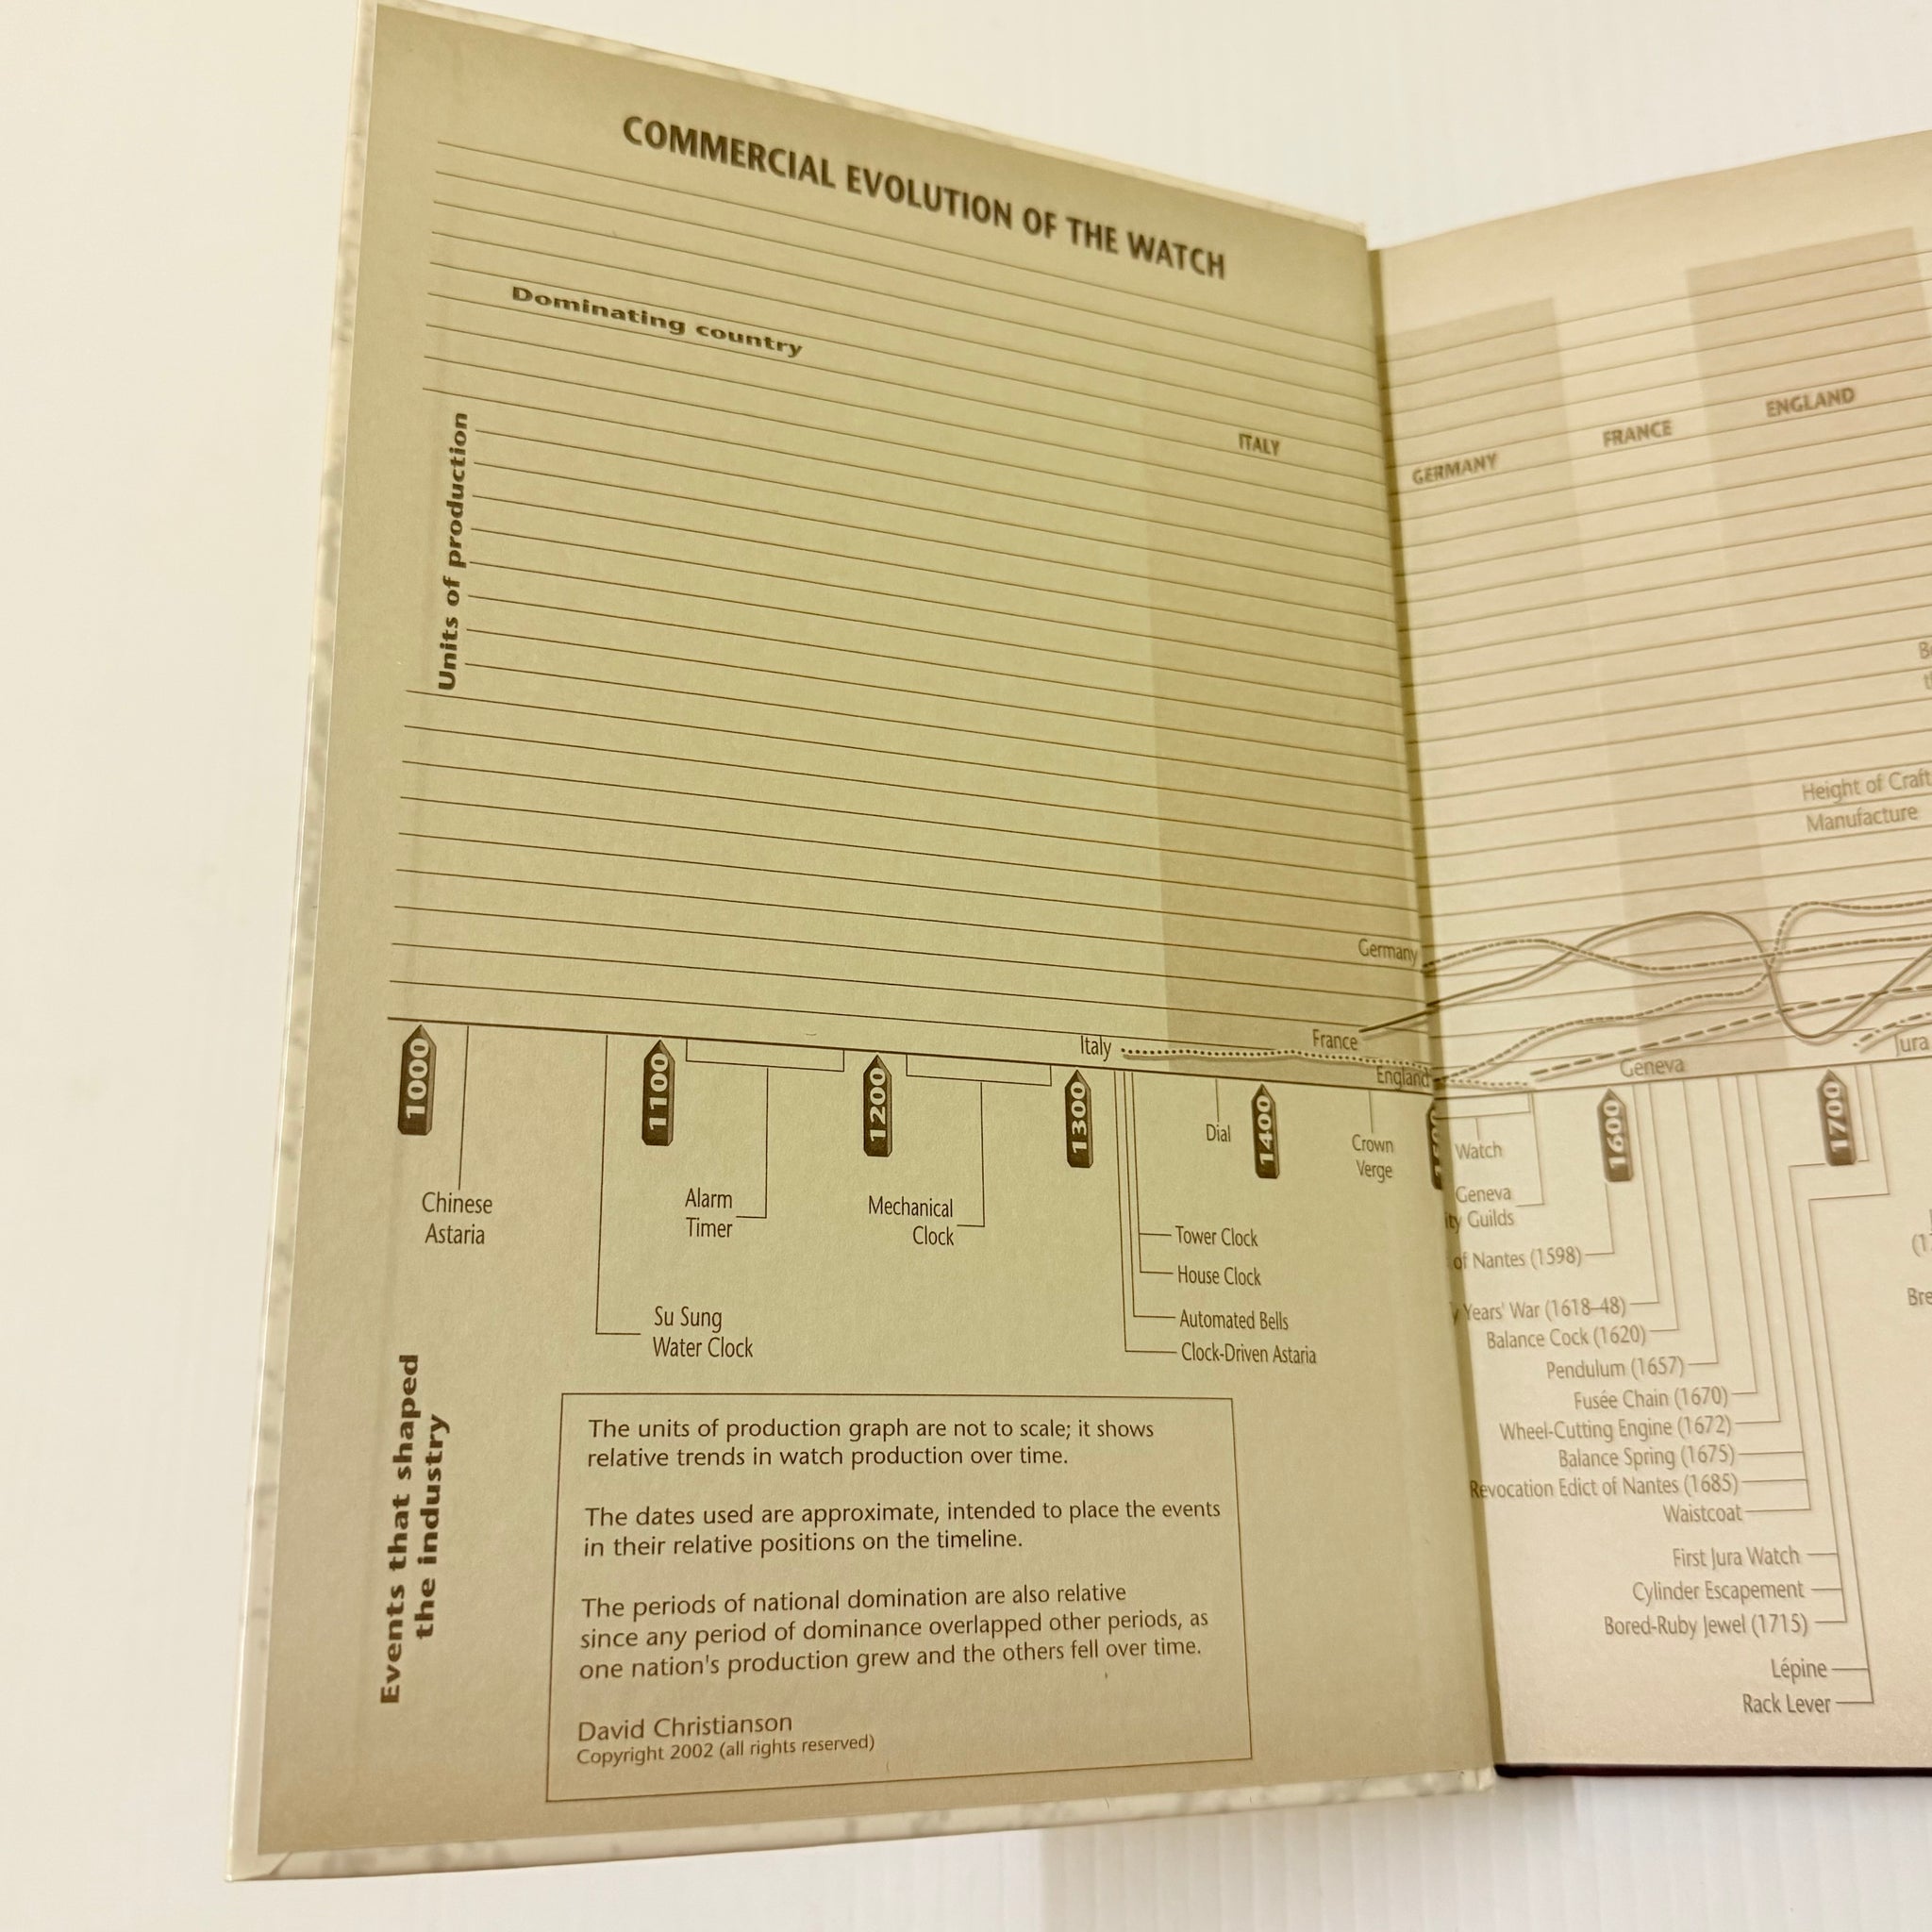 COMMERCIAL EVOLUTION OF THE WATCH
Dominating country
Units of production
ITALY
GERMANY
FRANCE
ENGLAND
Height of Craft
Manufacture
Germany
France
Italy
England
Geneva
Jura
1000
1100
1200
1300
1400
1600
1700
Chinese
Astaria
Su Sung
Water Clock
Alarm
Timer
Mechanical
Clock
Tower Clock
House Clock
Automated Bells
Clock-Driven Astaria
Dial
Crown
Verge
Watch
Geneva
ity Guilds
of Nantes (1598)
Years' War (1618–48)
Balance Cock (1620)
Pendulum (1657)
Fusée Chain (1670)
Wheel-Cutting Engine (1672)
Balance Spring (1675)
Revocation Edict of Nantes (1685)
Waistcoat
First Jura Watch
Cylinder Escapement
Bored-Ruby Jewel (1715)
Lépine
Rack Lever
Bre
Events that shaped
the industry
The units of production graph are not to scale; it shows
relative trends in watch production over time.
The dates used are approximate, intended to place the events
in their relative positions on the timeline.
The periods of national domination are also relative
since any period of dominance overlapped other periods, as
one nation's production grew and the others fell over time.
David Christianson
Copyright 2002 (all rights reserved)